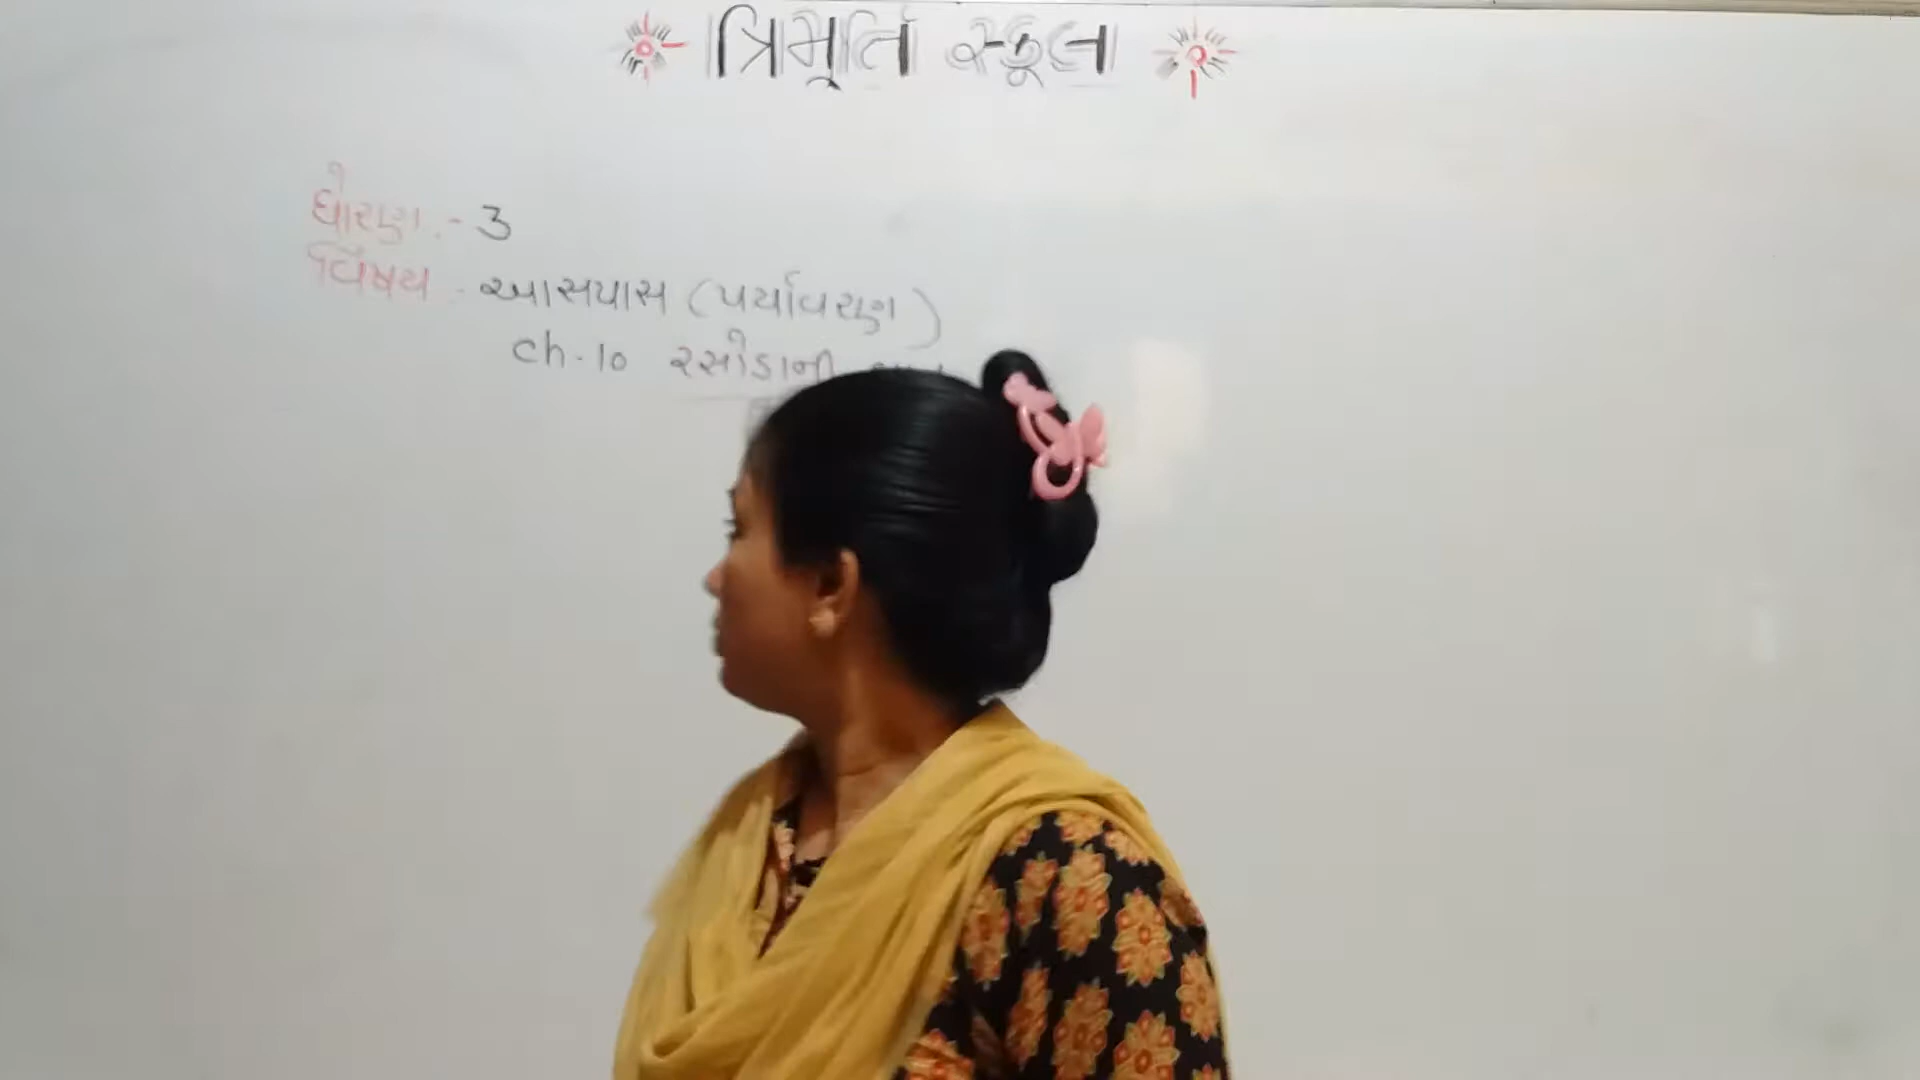 ત્રિમૂર્તિ સ્કૂલ
ધોરણ :- 3
વિષય - આસપાસ (પર્યાવરણ)
ch-10 રસોડાની